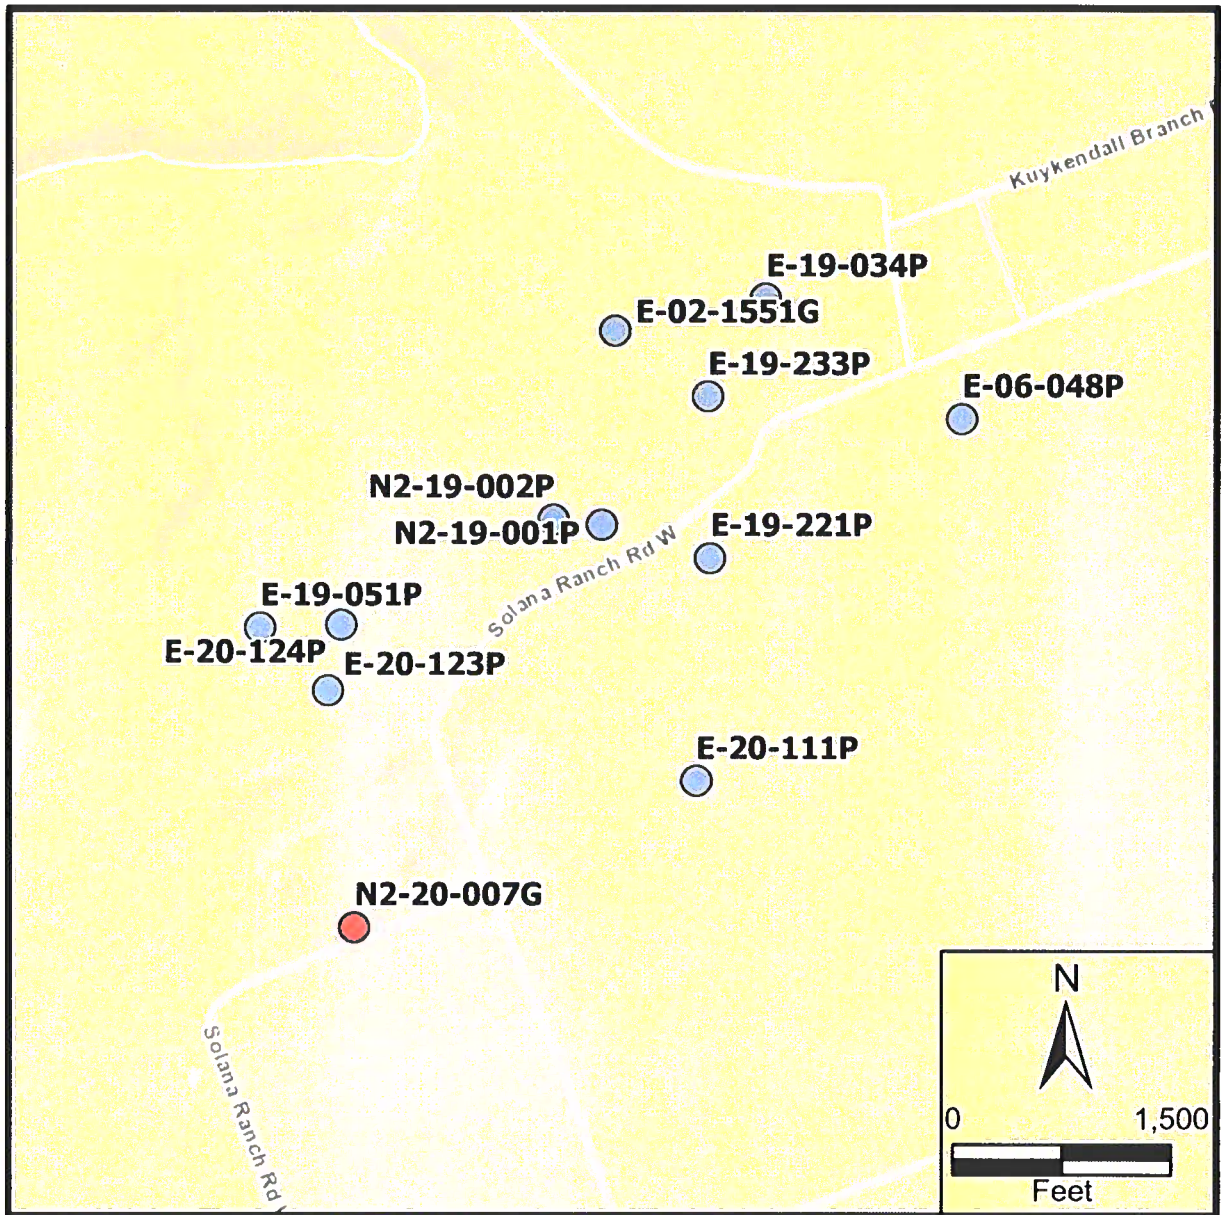 Kuykendall Branch
E-19-034P
E-02-1551G
E-19-233P
E-06-048P
N2-19-002P
N2-19-001P
E-19-221P
Solana Ranch Rd W
E-19-051P
E-20-124P
E-20-123P
E-20-111P
N2-20-007G
Solana Ranch Rd
N
0 1,500
Feet